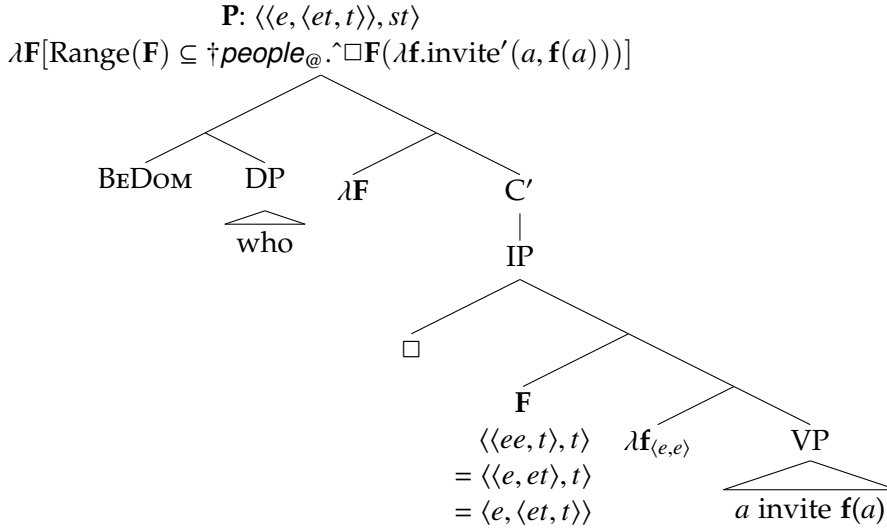 P: ⟨⟨e, ⟨et, t⟩⟩, st⟩
λF[Range(F) ⊆ †people@.ˆ□F(λf.invite′(a, f(a)))]
BeDom DP λF C′
who IP
□
F
⟨⟨ee, t⟩, t⟩ λf⟨e,e⟩ VP
= ⟨⟨e, et⟩, t⟩
= ⟨e, ⟨et, t⟩⟩ a invite f(a)